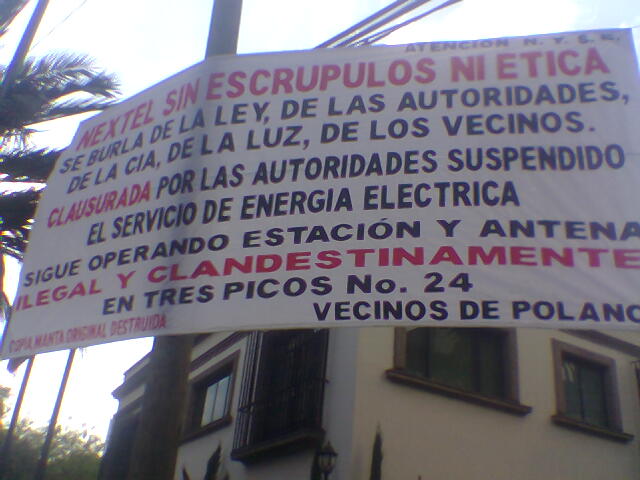 ATENCION N. Y. S. E.
NEXTEL SIN ESCRUPULOS NI ETICA
SE BURLA DE LA LEY, DE LAS AUTORIDADES,
DE LA CIA, DE LA LUZ, DE LOS VECINOS.
CLAUSURADA POR LAS AUTORIDADES SUSPENDIDO
EL SERVICIO DE ENERGIA ELECTRICA
SIGUE OPERANDO ESTACIÓN Y ANTENA
ILEGAL Y CLANDESTINAMENTE
EN TRES PICOS No. 24
VECINOS DE POLANC
COPIA, MANTA ORIGINAL DESTRUIDA